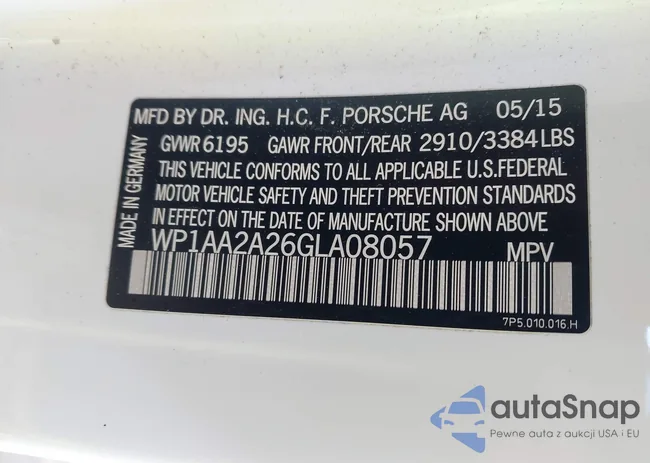 MFD BY DR. ING. H.C. F. PORSCHE AG 05/15
GVWR 6195 GAWR FRONT/REAR 2910/3384 LBS
THIS VEHICLE CONFORMS TO ALL APPLICABLE U.S. FEDERAL
MOTOR VEHICLE SAFETY AND THEFT PREVENTION STANDARDS
IN EFFECT ON THE DATE OF MANUFACTURE SHOWN ABOVE
WP1AA2A26GLA08057 MPV
MADE IN GERMANY
7P5.010.016.H
autaSnap
Pewne auta z aukcji USA i EU